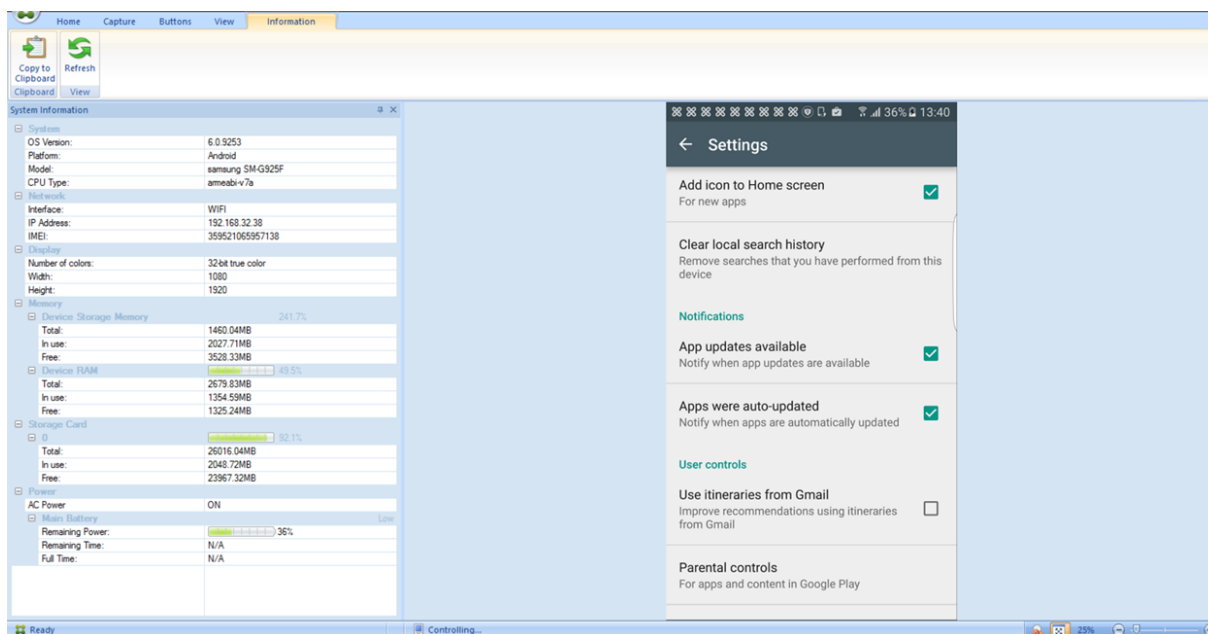 Home Capture Buttons View Information
Copy to
Clipboard
Refresh
Clipboard View
System Information
System
OS Version: 6.0.9253
Platform: Android
Model: samsung SM-G925F
CPU Type: armeabi-v7a
Network
Interface: WIFI
IP Address: 192.168.32.38
IMEI: 359521065957138
Display
Number of colors: 32-bit true color
Width: 1080
Height: 1920
Memory
Device Storage Memory 241.7%
Total: 1460.04MB
In use: 2027.71MB
Free: 3528.33MB
Device RAM 49.5%
Total: 2679.83MB
In use: 1354.59MB
Free: 1325.24MB
Storage Card
0 92.1%
Total: 26016.04MB
In use: 2048.72MB
Free: 23967.32MB
Power
AC Power ON
Main Battery Low
Remaining Power: 36%
Remaining Time: N/A
Full Time: N/A
Ready
36% 13:40
Settings
Add icon to Home screen
For new apps
Clear local search history
Remove searches that you have performed from this
device
Notifications
App updates available
Notify when app updates are available
Apps were auto-updated
Notify when apps are automatically updated
User controls
Use itineraries from Gmail
Improve recommendations using itineraries
from Gmail
Parental controls
For apps and content in Google Play
Controlling...
25%